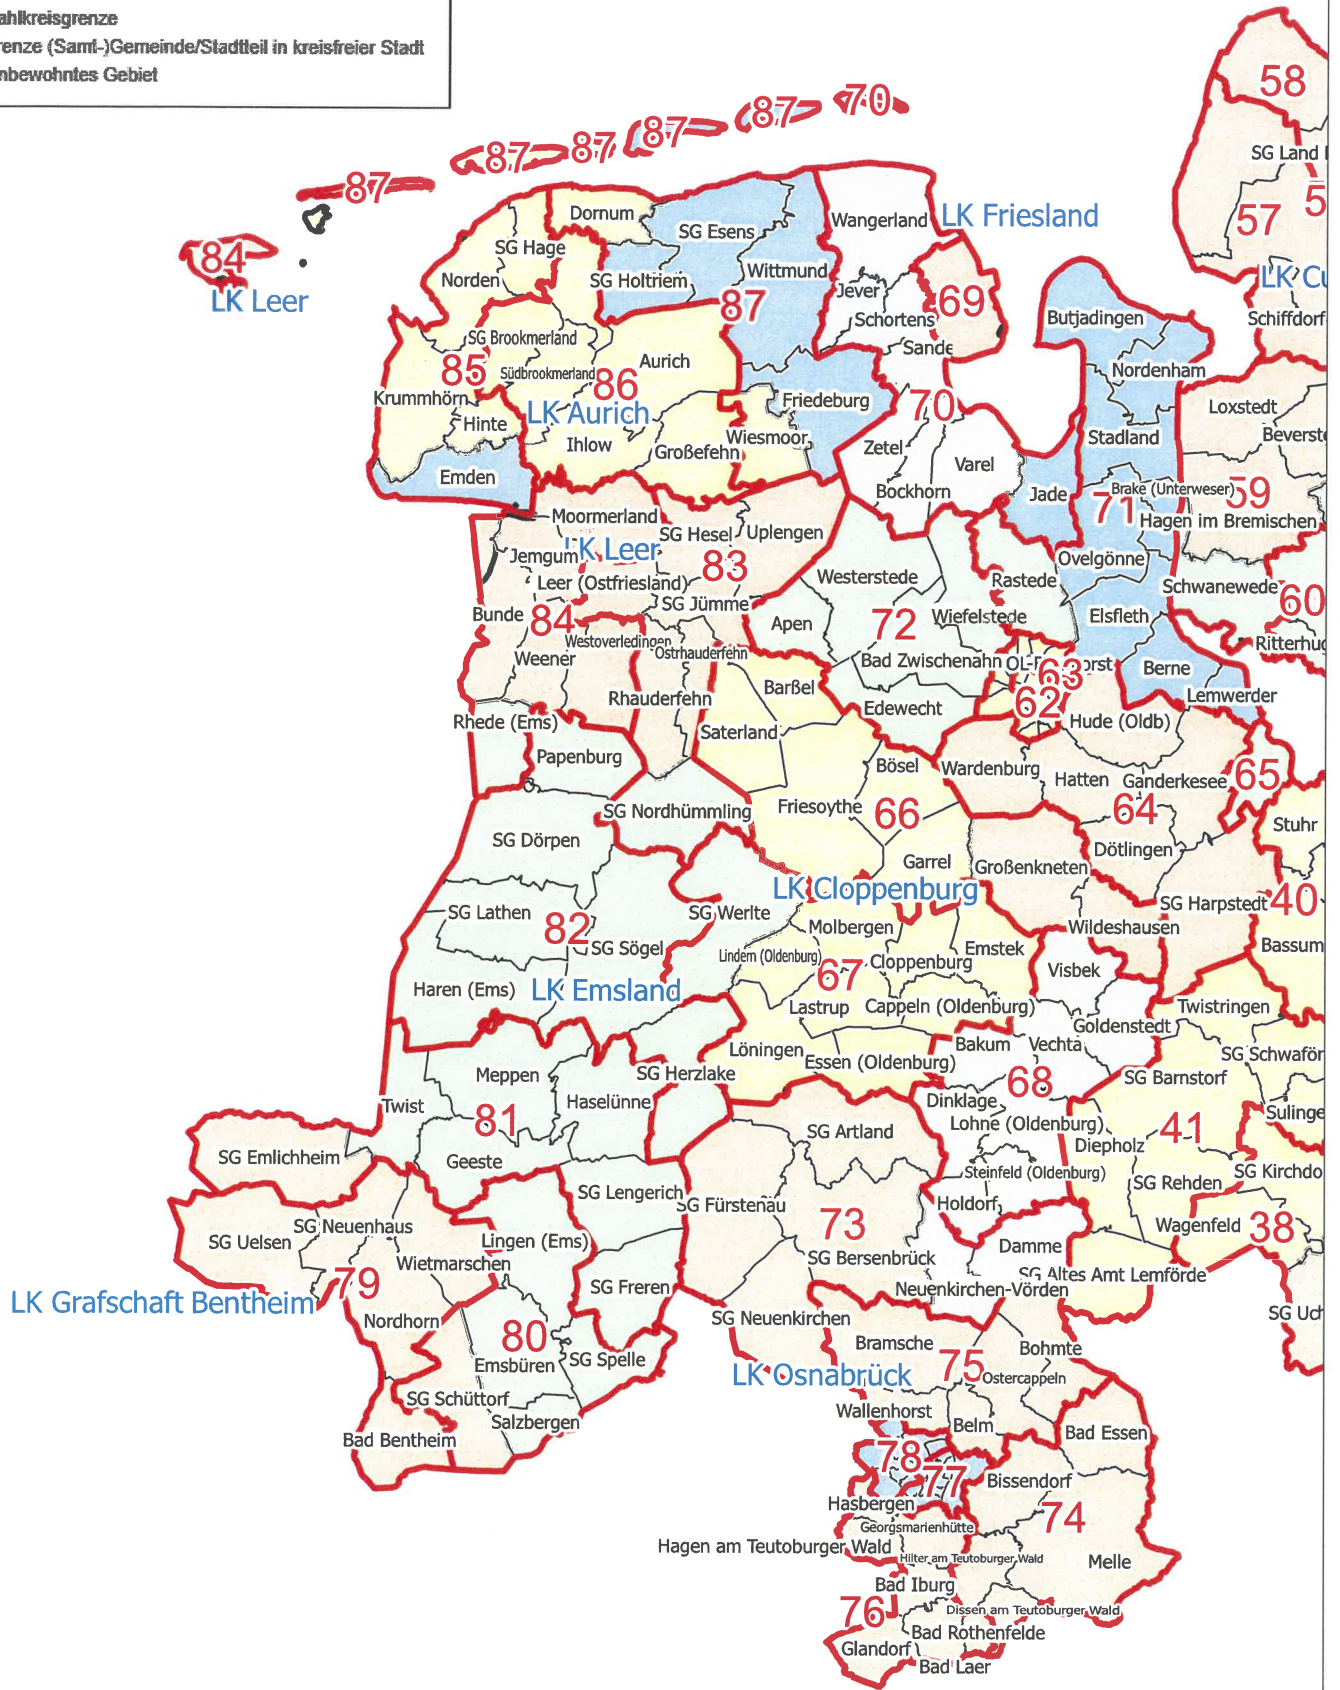 ahlkreisgrenze
renze (Samt-)Gemeinde/Stadtteil in kreisfreier Stadt
nbewohntes Gebiet
58
87
70
87
87
87
87
SG Land
5
57
Dornum
SG Esens
Wangerland
LK Friesland
SG Hage
84
Norden
SG Holtriem
Wittmund
LK Cu
LK Leer
87
Jever
69
Schortens
Butjadingen
Schiffdorf
SG Brookmerland
Sande
Aurich
85
Südbrookmerland
86
Nordenham
Krummhörn
Friedeburg
70
Loxstedt
LK Aurich
Hinte
Wiesmoor
Stadland
Beverst
Ihlow
Großefehn
Zetel
Varel
Emden
Bockhorn
Jade
Brake (Unterweser)
59
71
Hagen im Bremischen
Moormerland
SG Hesel
Uplengen
Jemgum
LK Leer
83
Ovelgönne
Leer (Ostfriesland)
Westerstede
Rastede
Schwanewede
60
SG Jümme
Bunde
84
Apen
72
Wiefelstede
Elsfleth
Westoverledingen
Ostrhauderfehn
Ritterhud
Weener
Bad Zwischenahn
63
Berne
Rhauderfehn
Barßel
62
Lemwerder
Edewecht
Rhede (Ems)
Hude (Oldb)
Saterland
Papenburg
Bösel
Wardenburg
Hatten
Ganderkesee
65
SG Nordhümmling
Friesoythe
66
64
Stuhr
SG Dörpen
Dötlingen
Garrel
Großenkneten
LK Cloppenburg
SG Lathen
SG Werlte
SG Harpstedt
40
82
Molbergen
Wildeshausen
SG Sögel
Emstek
Bassum
Lindern (Oldenburg)
67
Cloppenburg
Visbek
Haren (Ems)
LK Emsland
Lastrup
Cappeln (Oldenburg)
Twistringen
Goldenstedt
Löningen
Bakum
Vechta
SG Schwaför
Essen (Oldenburg)
Meppen
SG Herzlake
68
SG Barnstorf
Twist
Haselünne
Dinklage
81
Lohne (Oldenburg)
Sulinge
SG Artland
41
Diepholz
SG Emlichheim
Geeste
Steinfeld (Oldenburg)
SG Kirchdo
SG Lengerich
SG Rehden
SG Fürstenau
Holdorf
SG Neuenhaus
73
Wagenfeld
38
SG Uelsen
Lingen (Ems)
Damme
Wietmarschen
SG Bersenbrück
79
SG Freren
SG Altes Amt Lemförde
LK Grafschaft Bentheim
Neuenkirchen-Vörden
Nordhorn
SG Neuenkirchen
SG Uch
80
Bramsche
Bohmte
Emsbüren
SG Spelle
75
LK Osnabrück
Ostercappeln
SG Schüttorf
Wallenhorst
Salzbergen
Belm
Bad Essen
Bad Bentheim
78
77
Bissendorf
Hasbergen
74
Georgsmarienhütte
Hagen am Teutoburger Wald
Hilter am Teutoburger Wald
Melle
Bad Iburg
76
Dissen am Teutoburger Wald
Bad Rothenfelde
Glandorf
Bad Laer